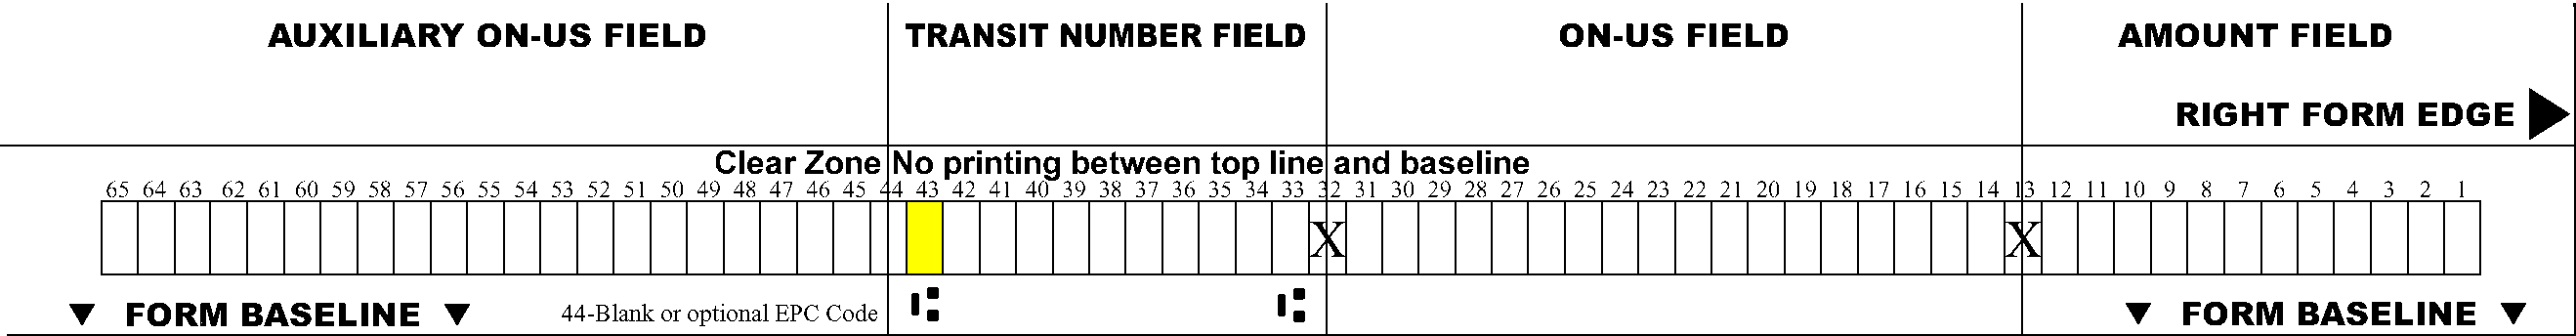 AUXILIARY ON-US FIELD TRANSIT NUMBER FIELD ON-US FIELD AMOUNT FIELD
RIGHT FORM EDGE
Clear Zone No printing between top line and baseline
65 64 63 62 61 60 59 58 57 56 55 54 53 52 51 50 49 48 47 46 45 44 43 42 41 40 39 38 37 36 35 34 33 32 31 30 29 28 27 26 25 24 23 22 21 20 19 18 17 16 15 14 13 12 11 10 9 8 7 6 5 4 3 2 1
X X
FORM BASELINE 44-Blank or optional EPC Code ⑆ ⑆ FORM BASELINE